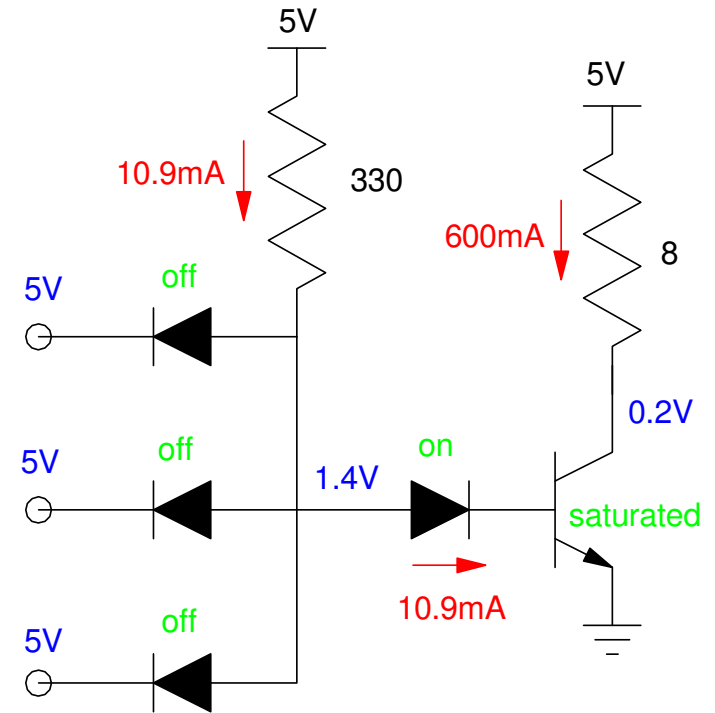 5V
5V
10.9mA
330
600mA
8
off
5V
0.2V
off
on
5V
1.4V
saturated
10.9mA
off
5V